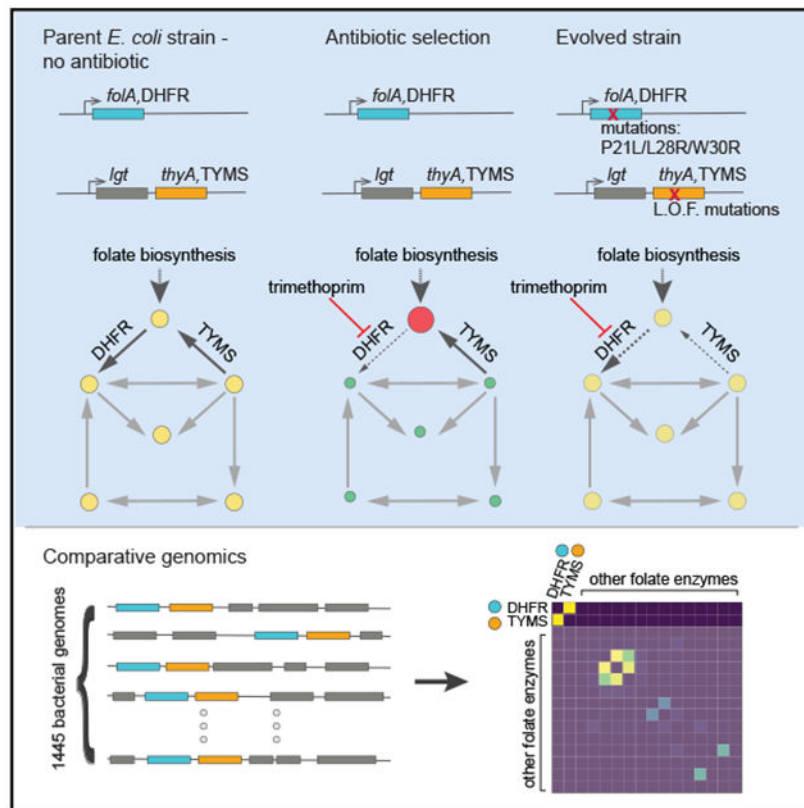 Parent E. coli strain -
no antibiotic
folA,DHFR
lgt
thyA,TYMS
folate biosynthesis
DHFR
TYMS
Antibiotic selection
folA,DHFR
lgt
thyA,TYMS
folate biosynthesis
trimethoprim
DHFR
TYMS
Evolved strain
folA,DHFR
mutations:
P21L/L28R/W30R
lgt
thyA,TYMS
L.O.F. mutations
folate biosynthesis
trimethoprim
DHFR
TYMS
Comparative genomics
1445 bacterial genomes
DHFR
TYMS
other folate enzymes
DHFR
TYMS
other folate enzymes